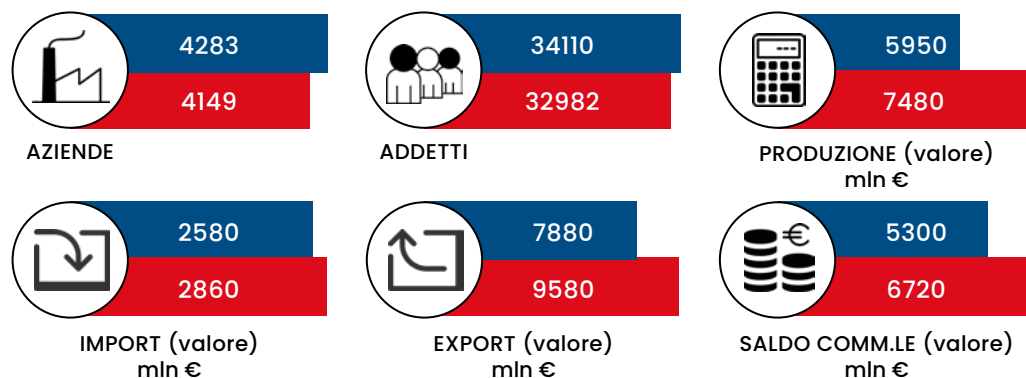 4283
4149
AZIENDE
34110
32982
ADDETTI
5950
7480
PRODUZIONE (valore)
mln €
2580
2860
IMPORT (valore)
mln €
7880
9580
EXPORT (valore)
mln €
€
5300
6720
SALDO COMM.LE (valore)
mln €